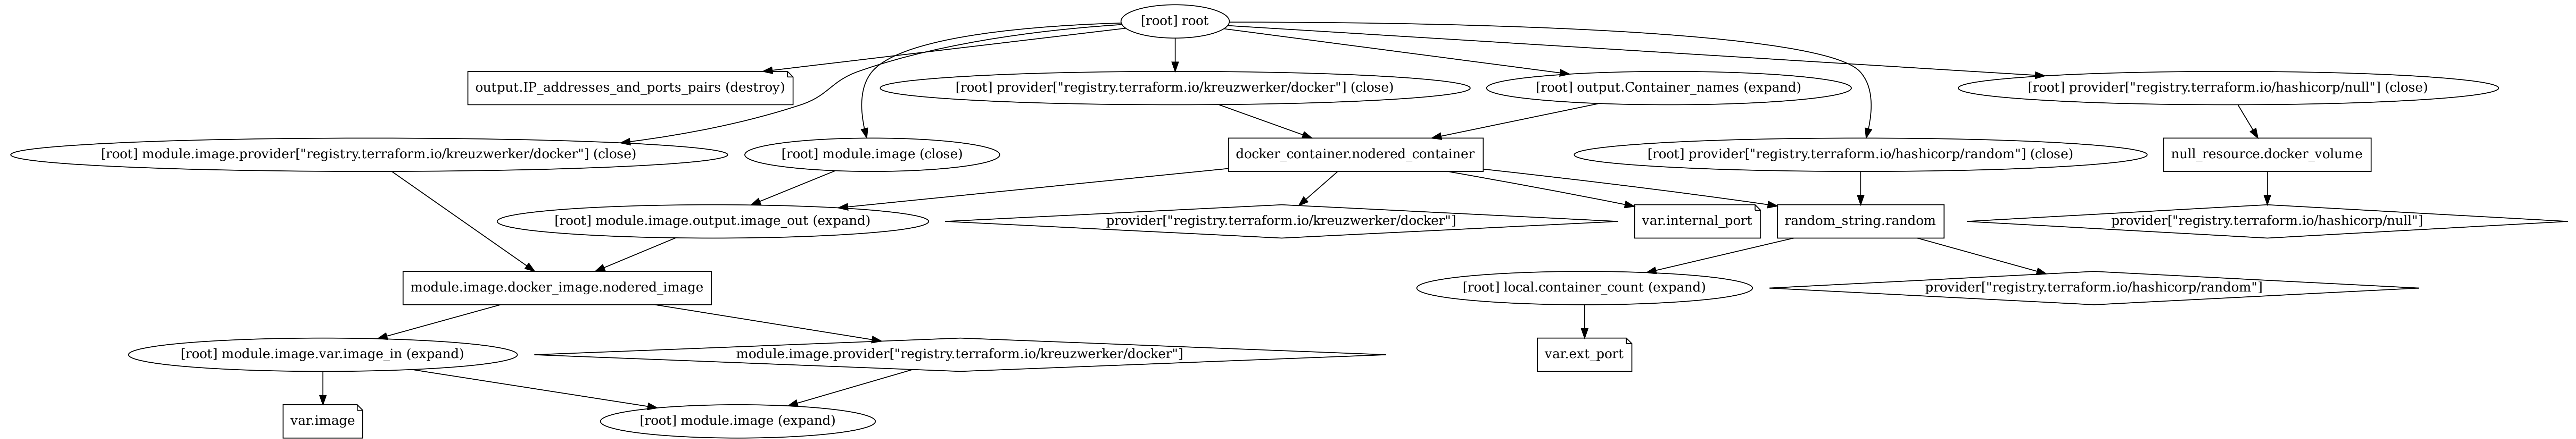 [root] root
output.IP_addresses_and_ports_pairs (destroy)
[root] provider["registry.terraform.io/kreuzwerker/docker"] (close)
[root] output.Container_names (expand)
[root] provider["registry.terraform.io/hashicorp/null"] (close)
[root] module.image.provider["registry.terraform.io/kreuzwerker/docker"] (close)
[root] module.image (close)
docker_container.nodered_container
[root] provider["registry.terraform.io/hashicorp/random"] (close)
null_resource.docker_volume
[root] module.image.output.image_out (expand)
provider["registry.terraform.io/kreuzwerker/docker"]
var.internal_port
random_string.random
provider["registry.terraform.io/hashicorp/null"]
module.image.docker_image.nodered_image
[root] local.container_count (expand)
provider["registry.terraform.io/hashicorp/random"]
[root] module.image.var.image_in (expand)
module.image.provider["registry.terraform.io/kreuzwerker/docker"]
var.ext_port
var.image
[root] module.image (expand)